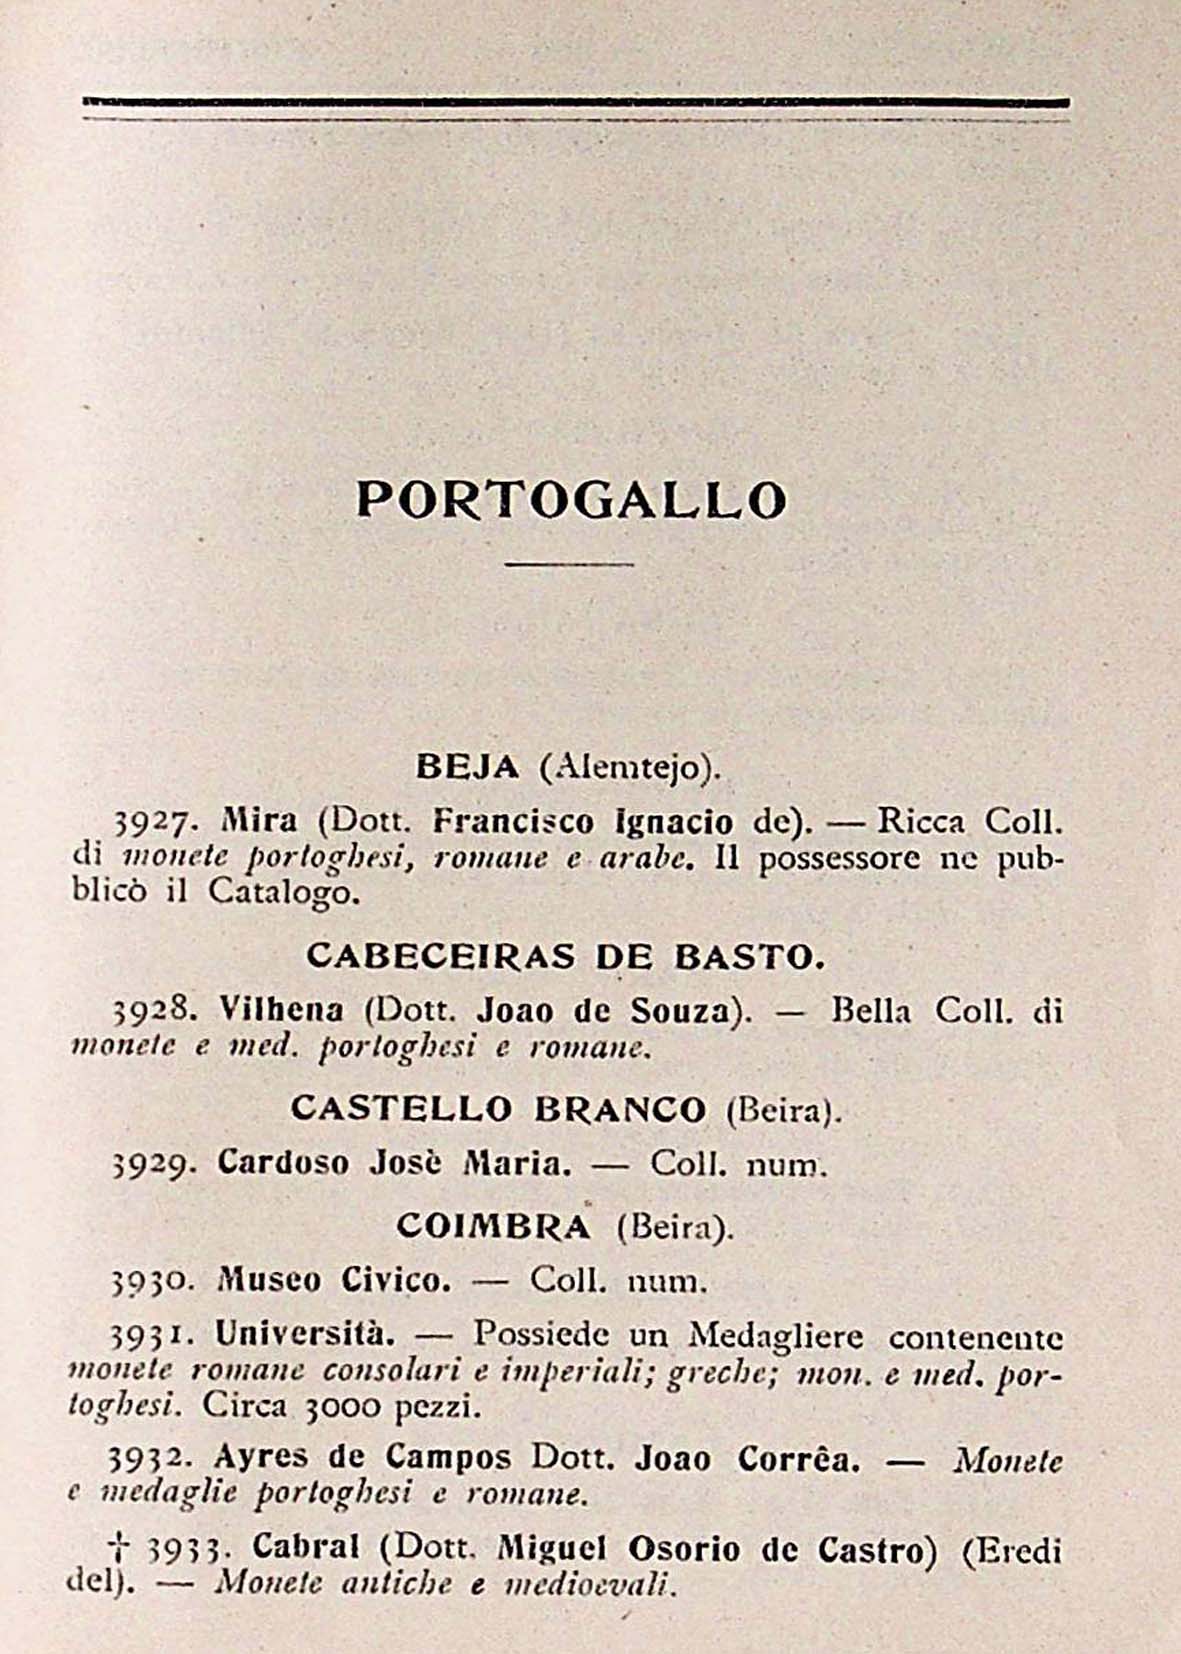 PORTOGALLO
BEJA (Alemtejo).
3927. Mira (Dott. Francisco Ignacio de). — Ricca Coll.
di monete portoghesi, romane e arabe. Il possessore ne pub-
blicò il Catalogo.
CABECEIRAS DE BASTO.
3928. Vilhena (Dott. Joao de Souza). — Bella Coll. di
monete e med. portoghesi e romane.
CASTELLO BRANCO (Beira).
3929. Cardoso Josè Maria. — Coll. num.
COIMBRA (Beira).
3930. Museo Civico. — Coll. num.
3931. Università. — Possiede un Medagliere contenente
monete romane consolari e imperiali; greche; mon. e med. por-
toghesi. Circa 3000 pezzi.
3932. Ayres de Campos Dott. Joao Corrêa. — Monete
e medaglie portoghesi e romane.
† 3933. Cabral (Dott. Miguel Osorio de Castro) (Eredi
del). — Monete antiche e medioevali.